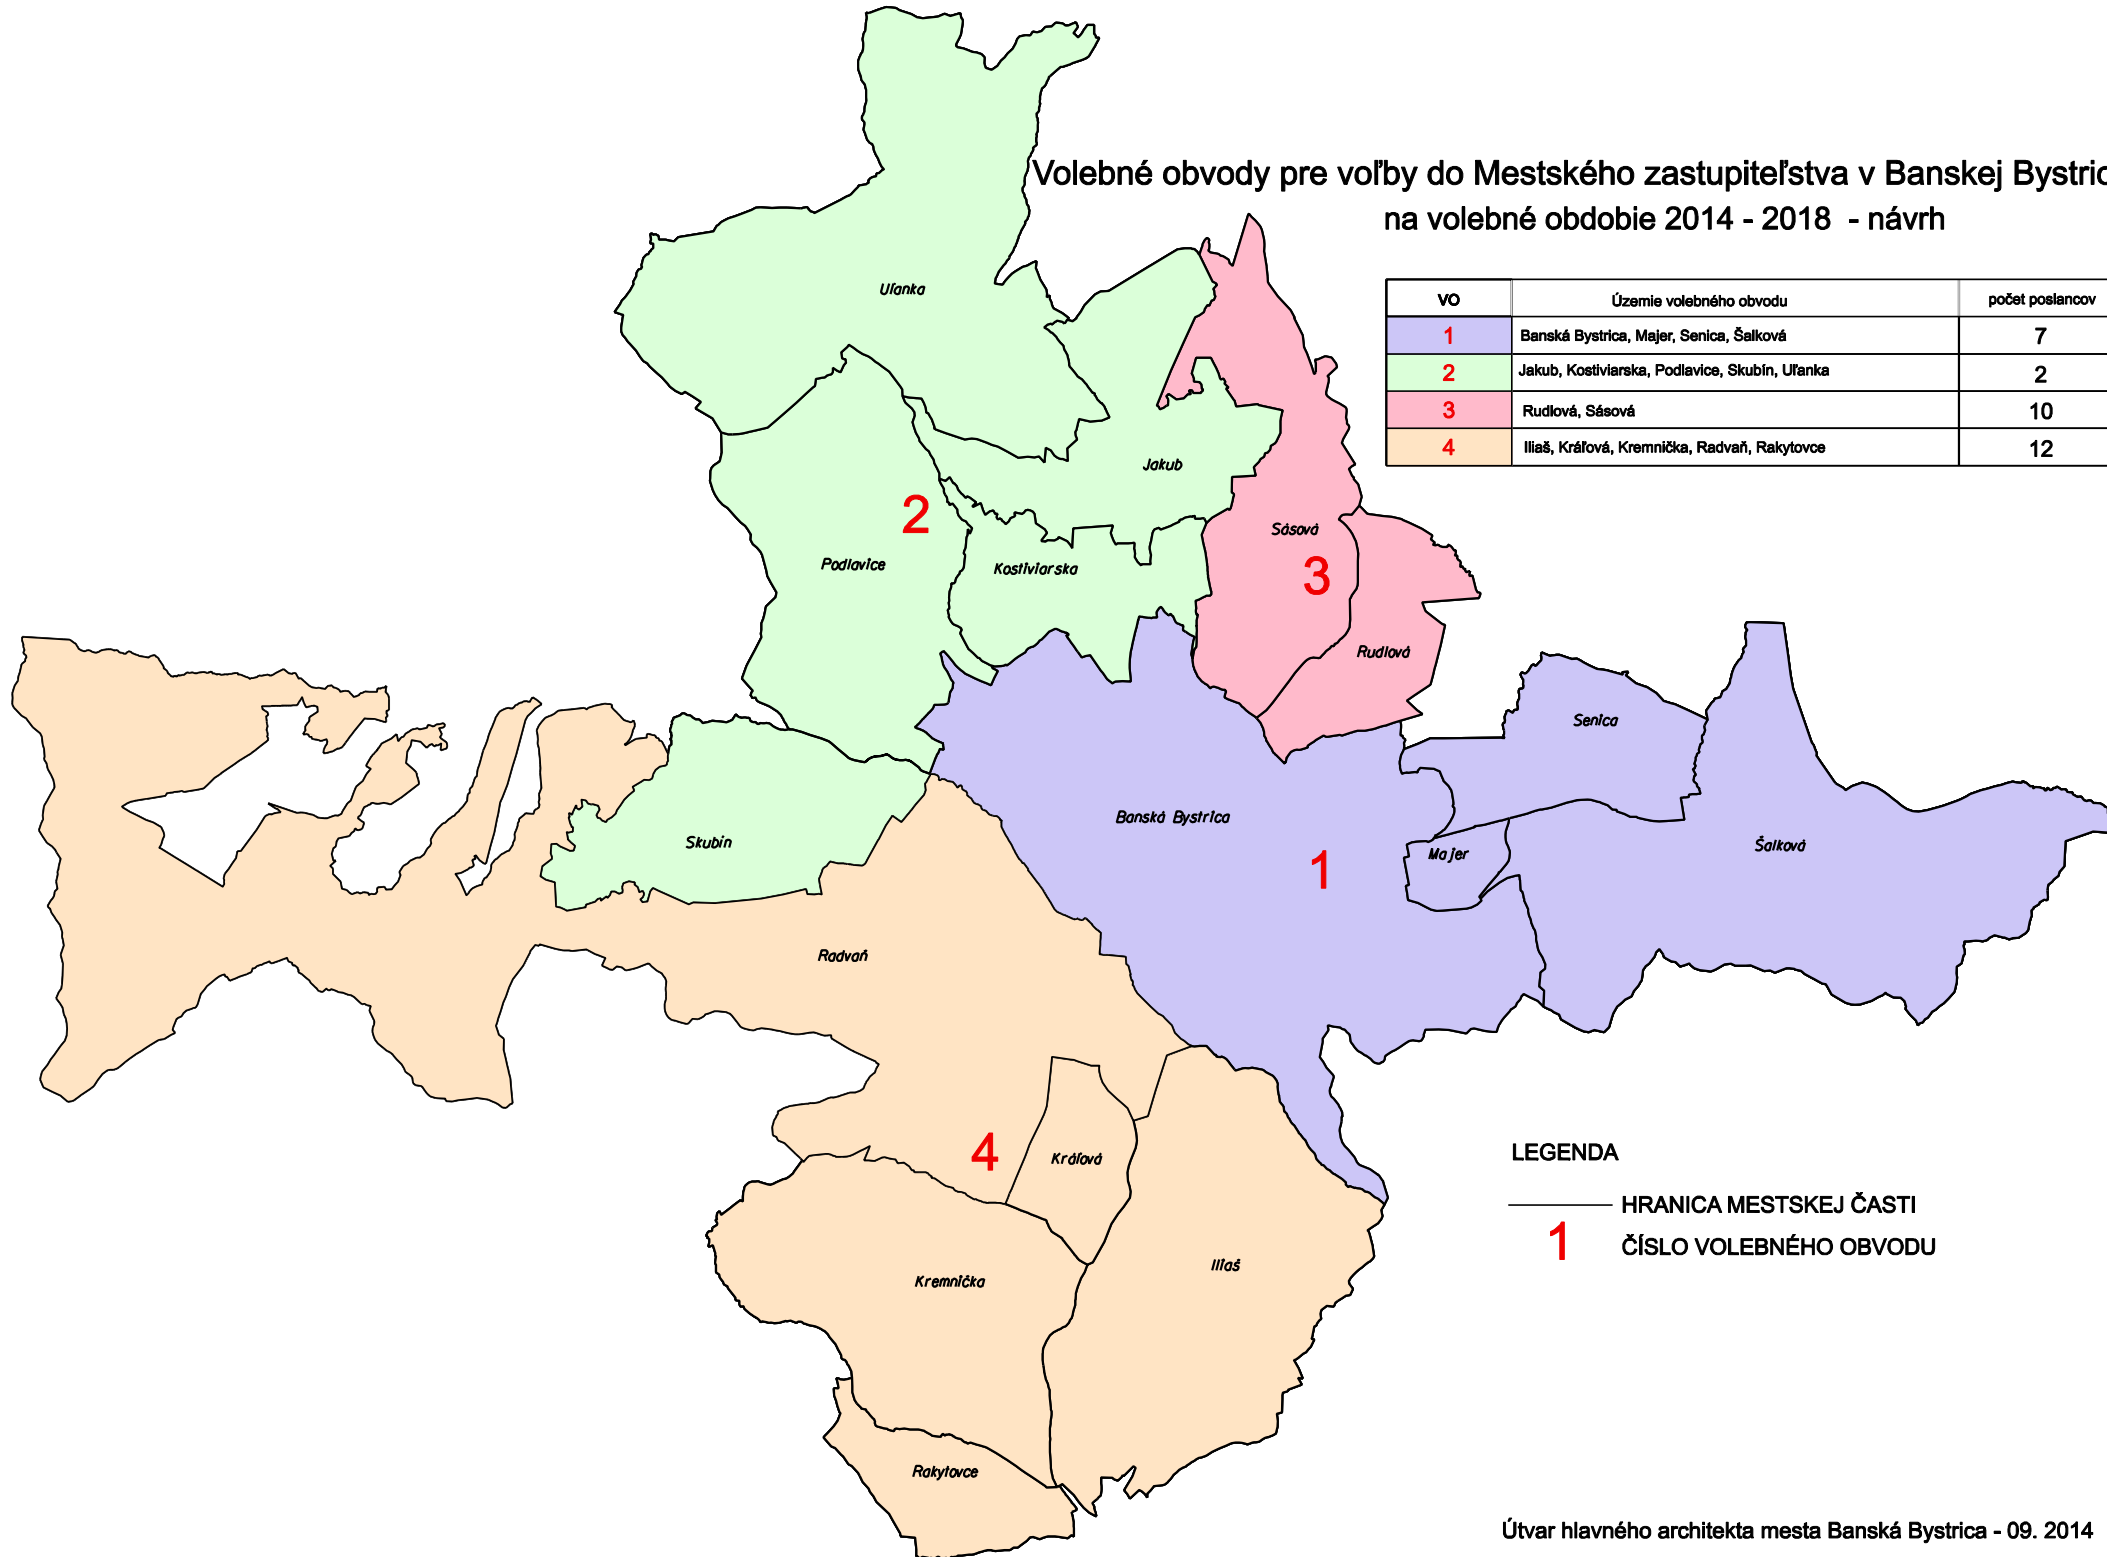 Volebné obvody pre voľby do Mestského zastupiteľstva v Banskej Bystric
na volebné obdobie 2014 - 2018 - návrh
VO Územie volebného obvodu počet poslancov
1 Banská Bystrica, Majer, Senica, Šalková 7
2 Jakub, Kostiviarska, Podlavice, Skubín, Uľanka 2
3 Rudlová, Sásová 10
4 Iliaš, Kráľová, Kremnička, Radvaň, Rakytovce 12
Uľanka
Jakub
2
Sásová
Podlavice
Kostiviarska
3
Rudlová
Senica
Banská Bystrica
Skubín
Majer
Šalková
1
Radvaň
4
Kráľová
Iliaš
Kremnička
Rakytovce
LEGENDA
HRANICA MESTSKEJ ČASTI
1 ČÍSLO VOLEBNÉHO OBVODU
Útvar hlavného architekta mesta Banská Bystrica - 09. 2014